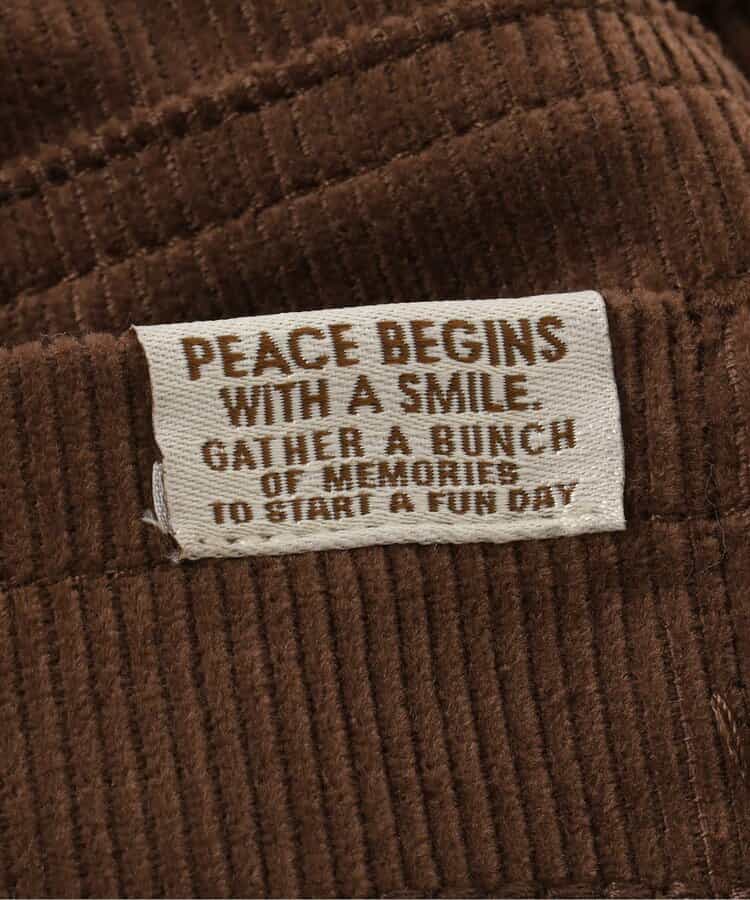 PEACE BEGINS
WITH A SMILE.
GATHER A BUNCH
OF MEMORIES
TO START A FUN DAY